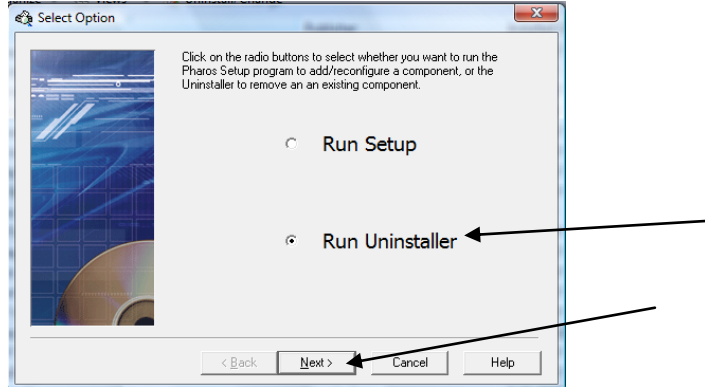 Select Option
Click on the radio buttons to select whether you want to run the
Pharos Setup program to add/reconfigure a component, or the
Uninstaller to remove an an existing component.
Run Setup
Run Uninstaller
< Back
Next >
Cancel
Help